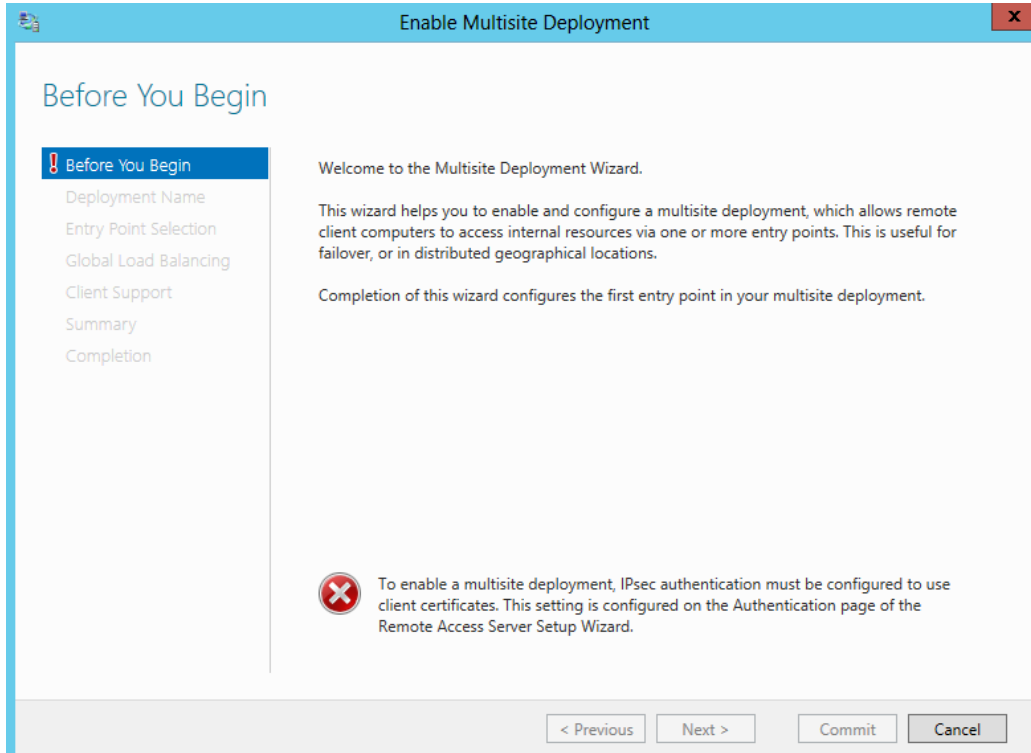 Enable Multisite Deployment
x
Before You Begin
Before You Begin
Deployment Name
Entry Point Selection
Global Load Balancing
Client Support
Summary
Completion
Welcome to the Multisite Deployment Wizard.
This wizard helps you to enable and configure a multisite deployment, which allows remote
client computers to access internal resources via one or more entry points. This is useful for
failover, or in distributed geographical locations.
Completion of this wizard configures the first entry point in your multisite deployment.
To enable a multisite deployment, IPsec authentication must be configured to use
client certificates. This setting is configured on the Authentication page of the
Remote Access Server Setup Wizard.
< Previous
Next >
Commit
Cancel